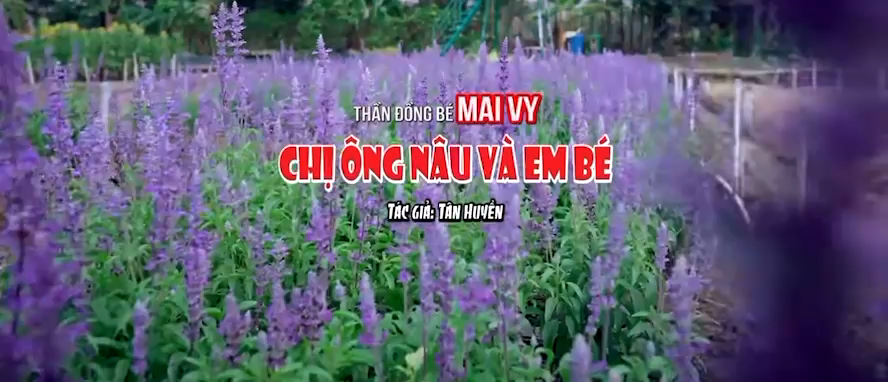 THẦN ĐỒNG BÉ MAI VY
CHỊ ÔNG NÂU VÀ EM BÉ
TÁC GIẢ: TÂN HUYỀN